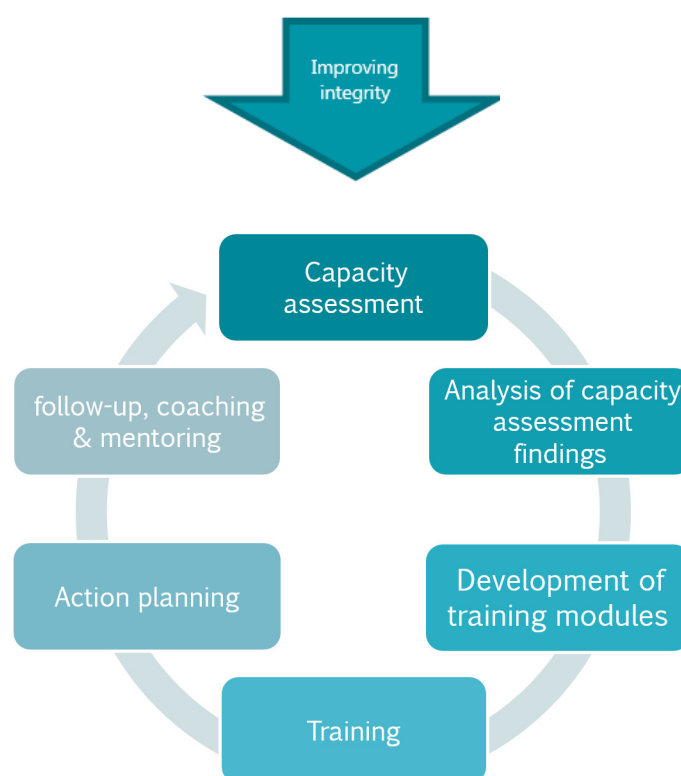 Improving
integrity
Capacity
assessment
Analysis of capacity
assessment
findings
Development of
training modules
Training
Action planning
follow-up, coaching
& mentoring